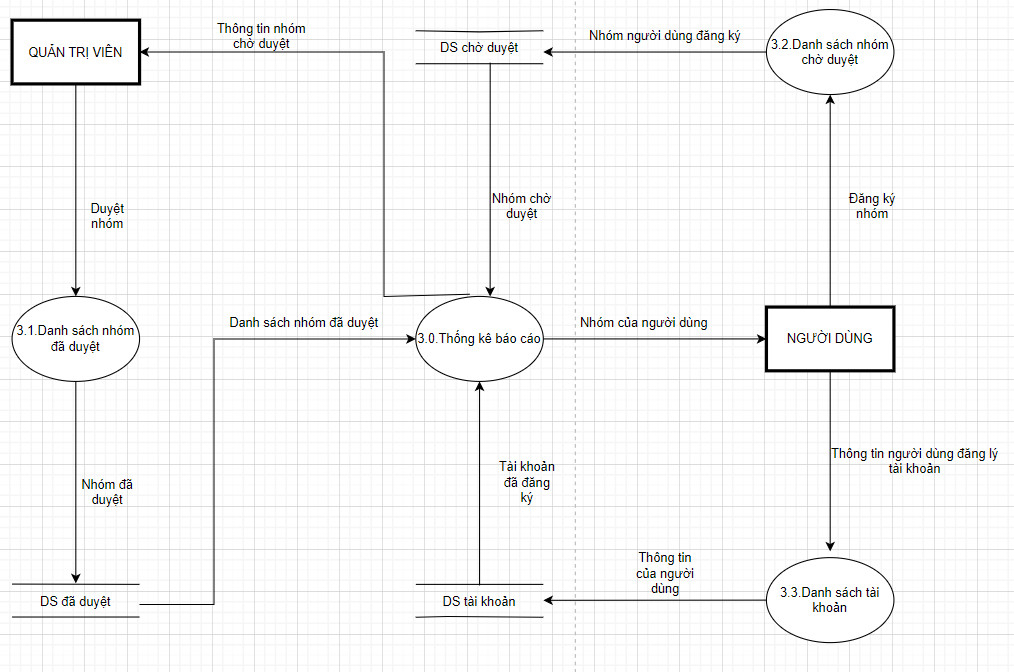 QUẢN TRỊ VIÊN
Thông tin nhóm
chờ duyệt
DS chờ duyệt
Nhóm người dùng đăng ký
3.2.Danh sách nhóm
chờ duyệt
Duyệt
nhóm
Nhóm chờ
duyệt
Đăng ký
nhóm
3.1.Danh sách nhóm
đã duyệt
Danh sách nhóm đã duyệt
3.0.Thống kê báo cáo
Nhóm của người dùng
NGƯỜI DÙNG
Nhóm đã
duyệt
Tài khoản
đã đăng
ký
Thông tin người dùng đăng lý
tài khoản
DS đã duyệt
DS tài khoản
Thông tin
của người
dùng
3.3.Danh sách tài
khoản